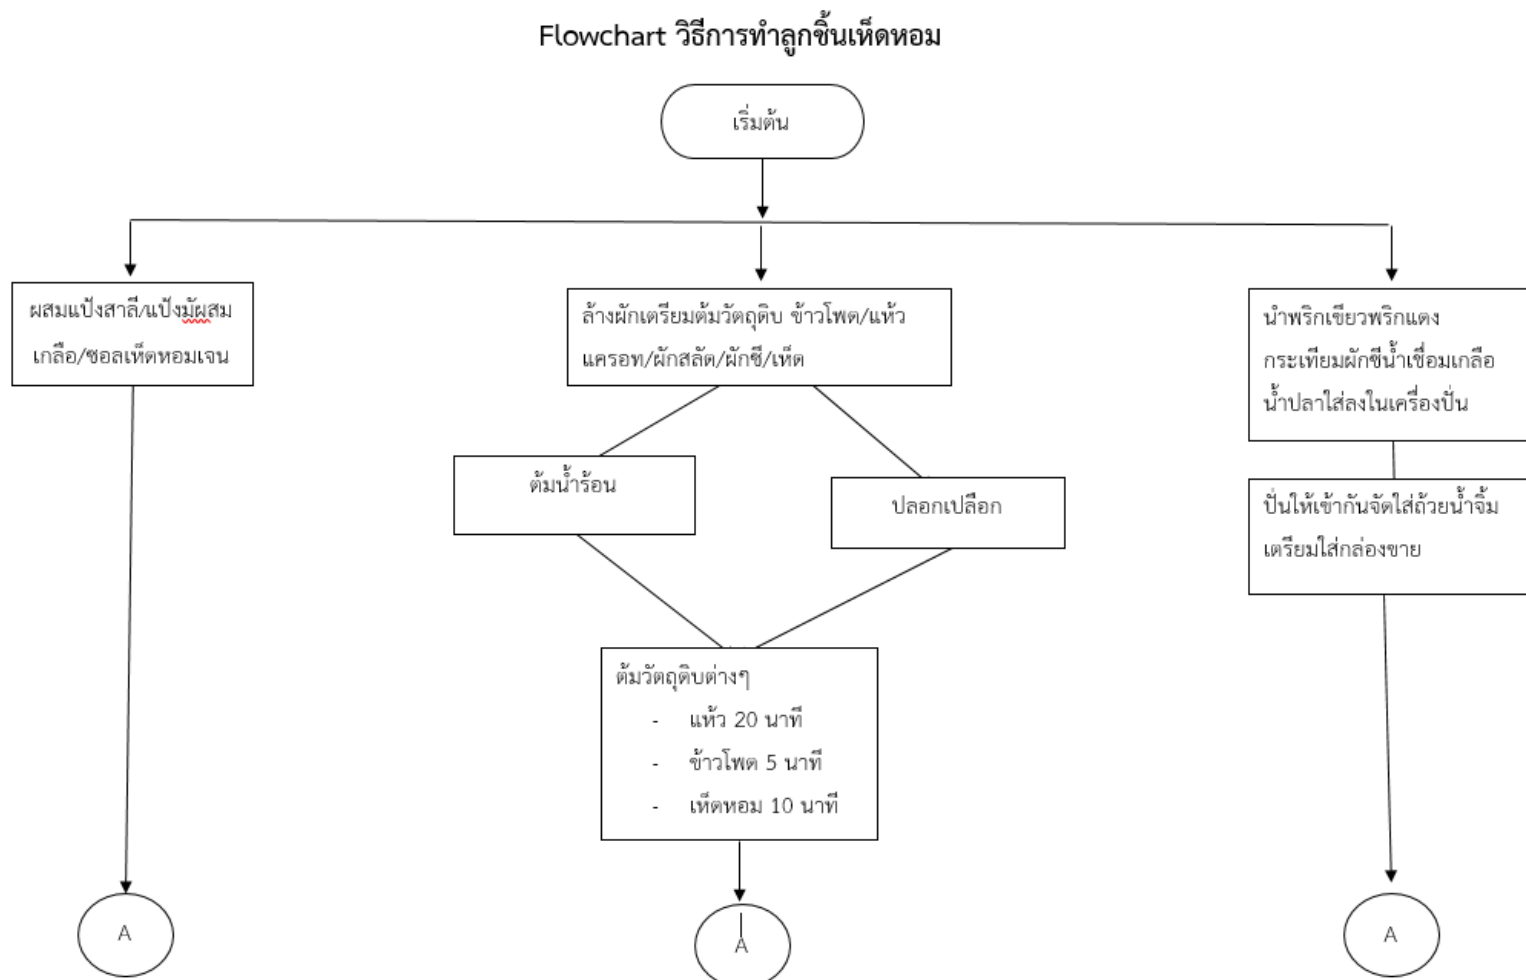 Flowchart วิธีการทำลูกชิ้นเห็ดหอม
เริ่มต้น
ผสมแป้งสาลี/แป้งมัผสม
เกลือ/ซอลเห็ดหอมเจน
ล้างผักเตรียมต้มวัตถุดิบ ข้าวโพด/แห้ว
แครอท/ผักสลัด/ผักชี/เห็ด
นำพริกเขียวพริกแดง
กระเทียมผักชีน้ำเชื่อมเกลือ
น้ำปลาใส่ลงในเครื่องปั่น
ต้มน้ำร้อน
ปลอกเปลือก
ปั่นให้เข้ากันจัดใส่ถ้วยน้ำจิ้ม
เตรียมใส่กล่องขาย
ต้มวัตถุดิบต่างๆ
- แห้ว 20 นาที
- ข้าวโพด 5 นาที
- เห็ดหอม 10 นาที
A
A
A